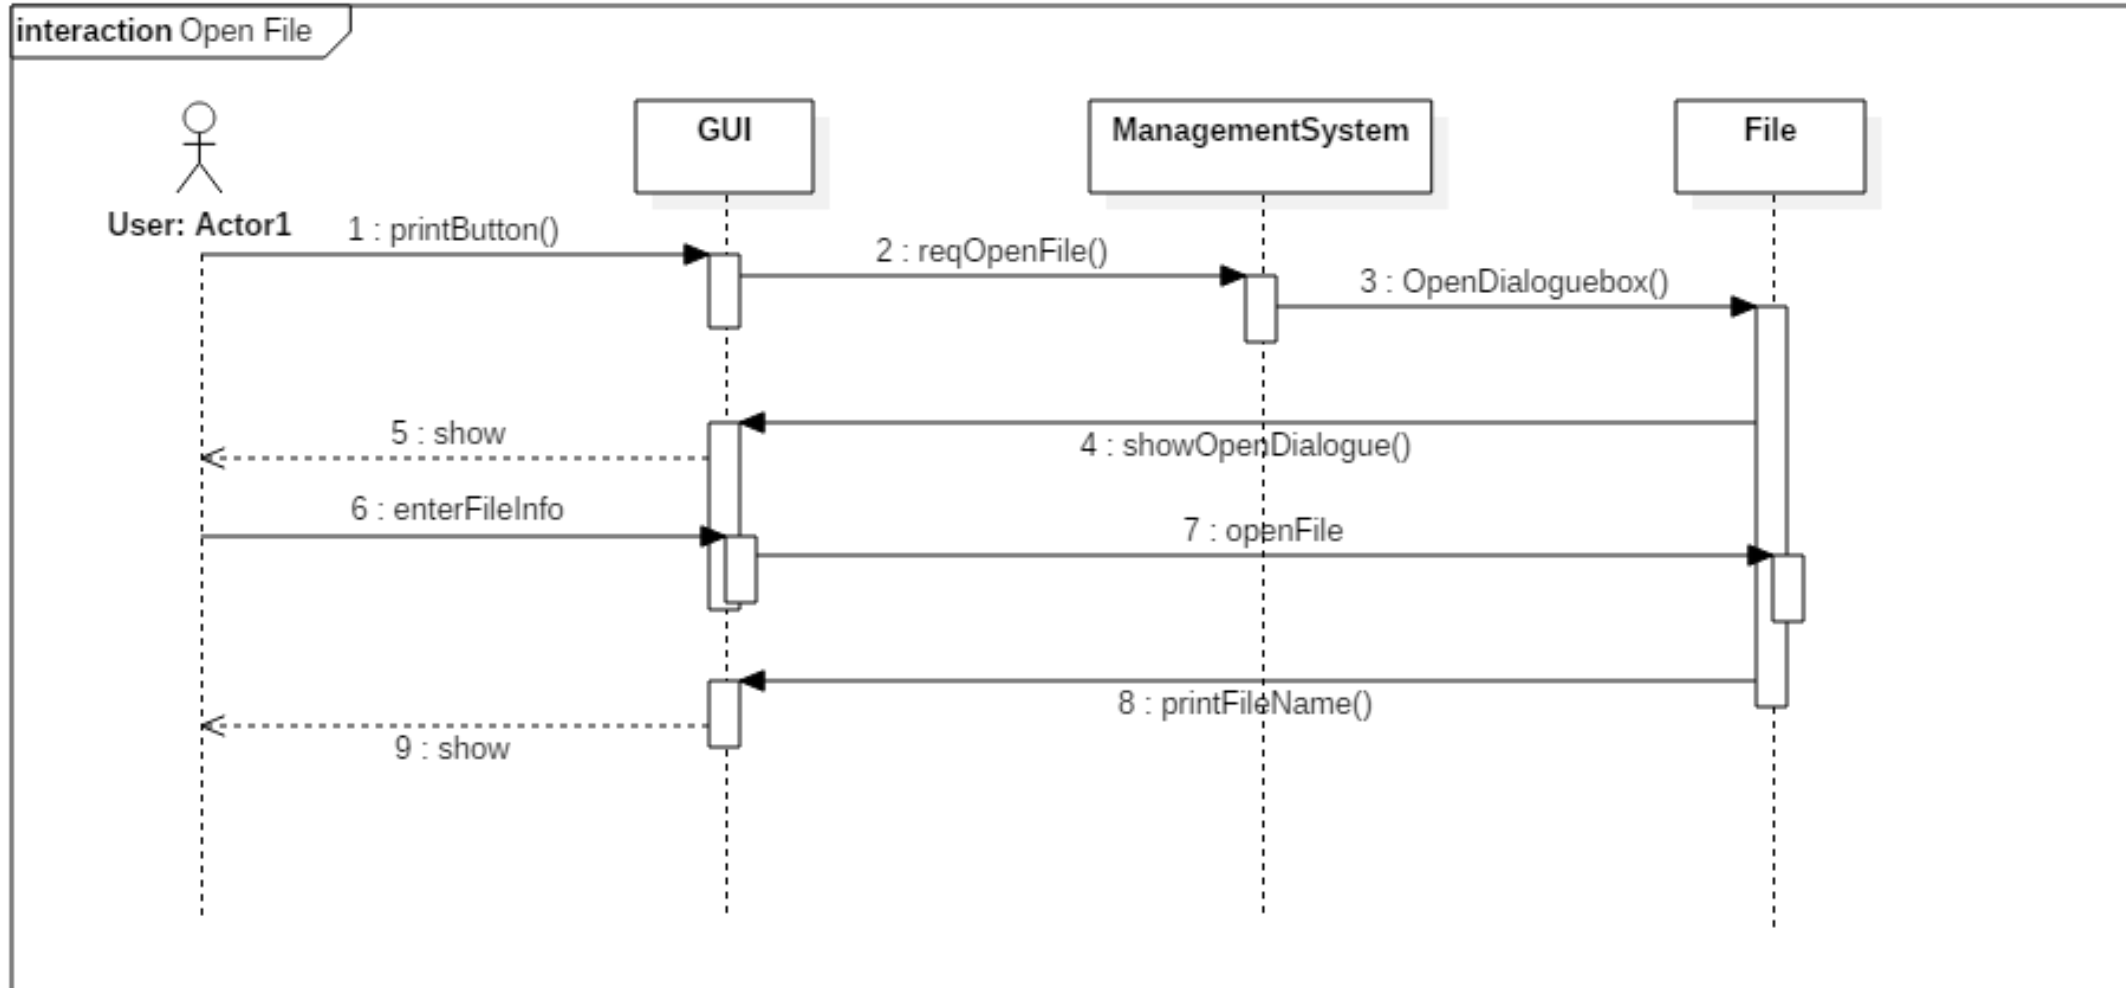 interaction Open File
GUI
ManagementSystem
File
User: Actor1
1 : printButton()
2 : reqOpenFile()
3 : OpenDialoguebox()
4 : showOpenDialogue()
5 : show
6 : enterFileInfo
7 : openFile
8 : printFileName()
9 : show